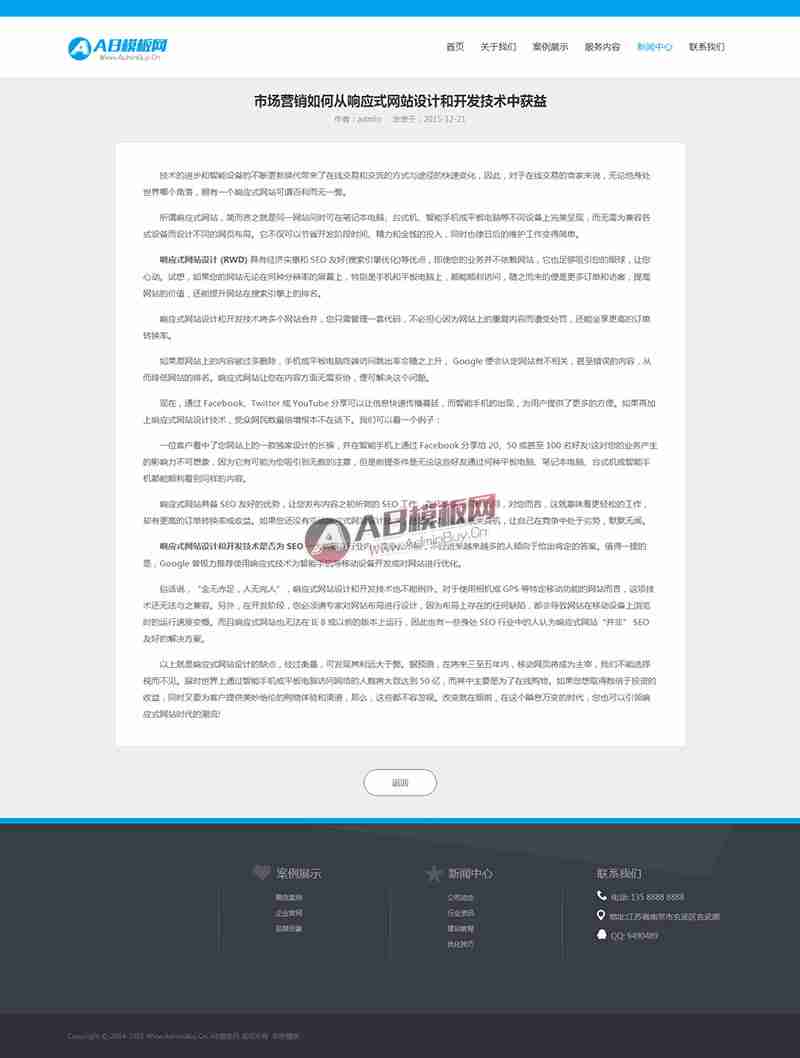 AB模板网
Www.AdminBuy.Cn
首页 关于我们 案例展示 服务内容 新闻中心 联系我们
市场营销如何从响应式网站设计和开发技术中获益
作者：admin 发表于：2015-12-21
技术的进步和智能设备的不断更新换代带来了在线交易和交流的方式与途径的快速变化，因此，对于在线交易的商家来说，无论他身处
世界哪个角落，拥有一个响应式网站可谓百利而无一弊。
所谓响应式网站，简而言之就是同一网站同时可在笔记本电脑、台式机、智能手机或平板电脑等不同设备上完美呈现，而无需为兼容各
式设备而设计不同的网页布局。它不仅可以节省开发阶段时间、精力和金钱的投入，同时也使日后的维护工作变得简单。
响应式网站设计 (RWD) 具有经济实惠和 SEO 友好(搜索引擎优化)等优点，即使您的业务并不依赖网站，它也足够吸引您的眼球，让您
心动。试想，如果您的网站无论在何种分辨率的屏幕上，特别是手机和平板电脑上，都能顺利访问，随之而来的便是更多订单和访客，提高
网站的价值，还能提升网站在搜索引擎上的排名。
响应式网站设计和开发技术将多个网站合并，您只需管理一套代码，不必担心因为网站上的重复内容而遭受处罚，还能坐享更高的订单
转换率。
如果原网站上的内容被过多删除，手机或平板电脑终端访问跳出率会随之上升， Google 便会认定网站有不相关，甚至错误的内容，从
而降低网站的排名。响应式网站让您在内容方面无需妥协，便可解决这个问题。
现在，通过 Facebook、Twitter 或 YouTube 分享可以让信息快速传播蔓延，而智能手机的出现，为用户提供了更多的方便。如果再加
上响应式网站设计技术，受众网民数量倍增根本不在话下。我们可以看一个例子：
一位客户看中了您网站上的一款独家设计的长裤，并在智能手机上通过 Facebook 分享给 20、50 或甚至 100 名好友!这对您的业务产生
的影响力不可想象，因为它有可能为您吸引到无数的注意，但是前提条件是无论这些好友通过何种平板电脑、笔记本电脑、台式机或智能手
机都能顺利看到同样的内容。
响应式网站具备 SEO 友好的优势，让您发布内容之初所做的 SEO 工作 对您而言，这就意味着更轻松的工作，
却有更高的订单转换率或收益。如果您还没有 让自己在竞争中处于劣势，默默无闻。
响应式网站设计和开发技术是否为 SEO 越来越多的人倾向于给出肯定的答案。值得一提的
是，Google 曾极力推荐使用响应式技术为智能手机等移动设备开发或对网站进行优化。
俗话说，“金无赤足，人无完人”，响应式网站设计和开发技术也不能例外。对于使用相机或 GPS 等特定移动功能的网站而言，这项技
术还无法与之兼容。另外，在开发阶段，您必须请专家对网站布局进行设计，因为布局上存在的任何缺陷，都会导致网站在移动设备上浏览
时的运行速度变慢。而且响应式网站也无法在 IE 8 或以前的版本上运行，因此也有一些身处 SEO 行业中的人认为响应式网站“并非” SEO
友好的解决方案。
以上就是响应式网站设计的缺点，经过衡量，可发现其利远大于弊。据预测，在将来三至五年内，移动网页将成为主宰，我们不能选择
视而不见。届时世界上通过智能手机或平板电脑访问网络的人数将大致达到 50 亿，而其中主要是为了在线购物。如果您想取得数倍于投资的
收益，同时又要为客户提供美妙绝伦的购物体验和渠道，那么，这些都不容忽视。改变就在眼前，在这个瞬息万变的时代，您也可以引领响
应式网站时代的潮流!
AB模板网
Www.AdminBuy.Cn
返回
案例展示 新闻中心 联系我们
企业官网
公司动态
行业资讯
建站教程
优化技巧
电话: 135 8888 8888
地址:江苏省南京市玄武区玄武湖
QQ: 9490489